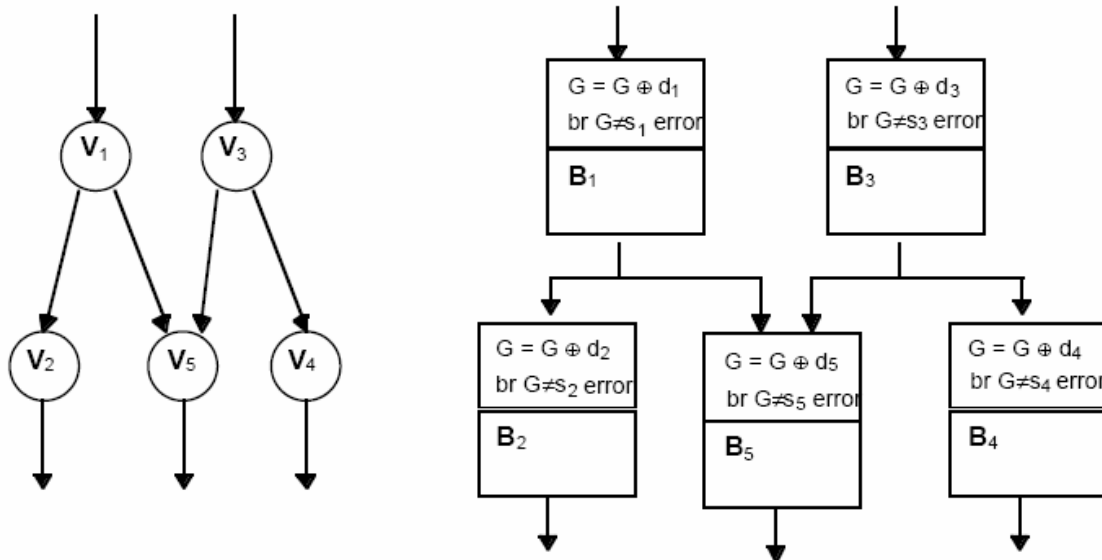 V₁
V₃
V₂
V₅
V₄
G = G ⊕ d₁
br G≠s₁ error
B₁
G = G ⊕ d₃
br G≠s₃ error
B₃
G = G ⊕ d₂
br G≠s₂ error
B₂
G = G ⊕ d₅
br G≠s₅ error
B₅
G = G ⊕ d₄
br G≠s₄ error
B₄